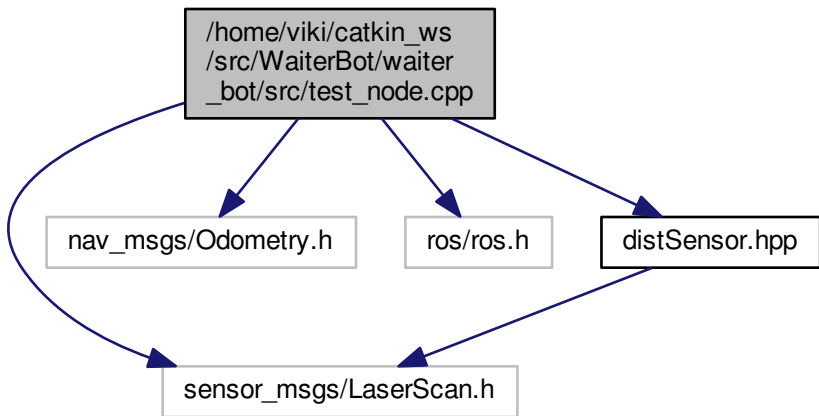 /home/viki/catkin_ws
/src/WaiterBot/waiter
_bot/src/test_node.cpp
nav_msgs/Odometry.h
ros/ros.h
distSensor.hpp
sensor_msgs/LaserScan.h